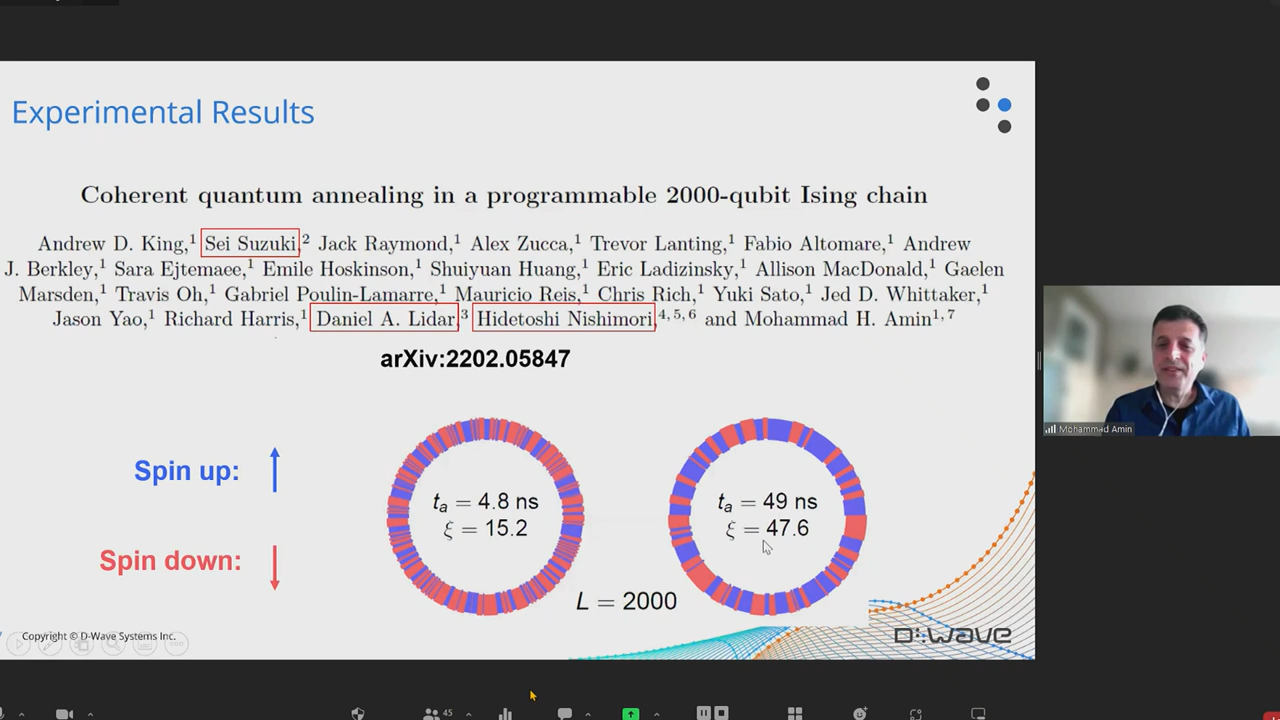 Experimental Results
Coherent quantum annealing in a programmable 2000-qubit Ising chain
Andrew D. King,1 Sei Suzuki,2 Jack Raymond,1 Alex Zucca,1 Trevor Lanting,1 Fabio Altomare,1 Andrew
J. Berkley,1 Sara Ejtemaee,1 Emile Hoskinson,1 Shuiyuan Huang,1 Eric Ladizinsky,1 Allison MacDonald,1 Gaelen
Marsden,1 Travis Oh,1 Gabriel Poulin-Lamarre,1 Mauricio Reis,1 Chris Rich,1 Yuki Sato,1 Jed D. Whittaker,1
Jason Yao,1 Richard Harris,1 Daniel A. Lidar,3 Hidetoshi Nishimori,4,5,6 and Mohammad H. Amin1,7
arXiv:2202.05847
Spin up:
Spin down:
ta = 4.8 ns
ξ = 15.2
ta = 49 ns
ξ = 47.6
L = 2000
Copyright © D-Wave Systems Inc.
D:WAVE
Mohammad Amin
45